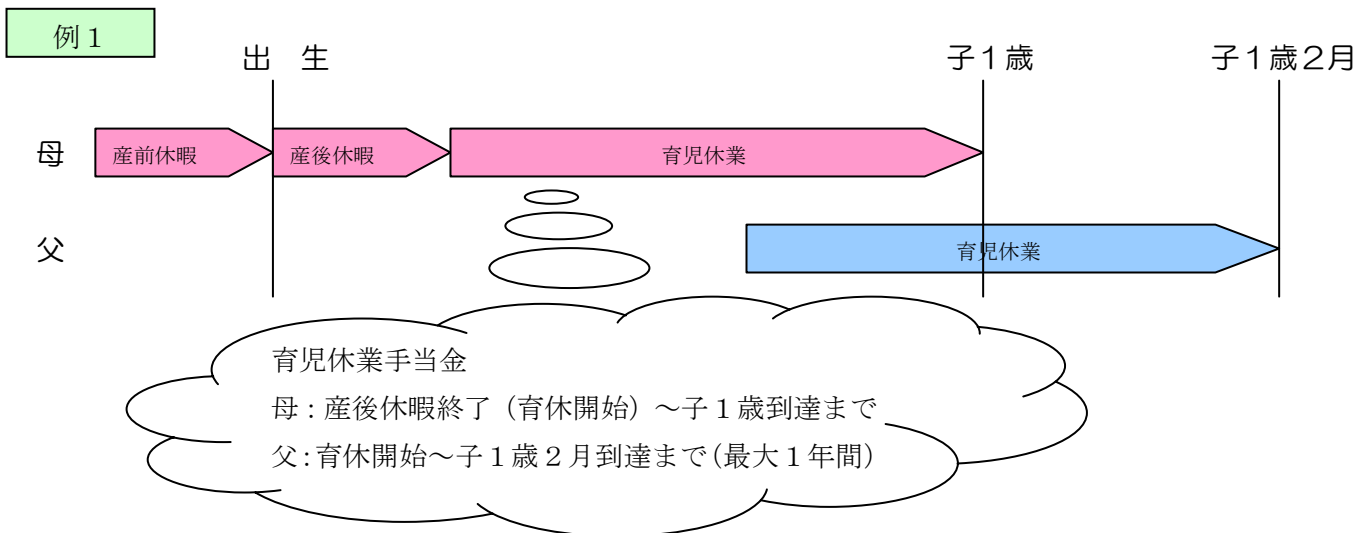 例１
出　生
子１歳
子１歳２月
母
産前休暇
産後休暇
育児休業
父
育児休業
育児休業手当金
母：産後休暇終了（育休開始）～子１歳到達まで
父：育休開始～子１歳２月到達まで（最大１年間）